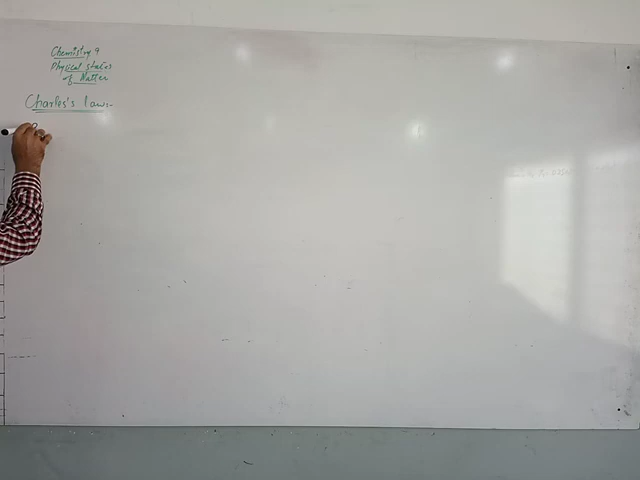 Chemistry 9
Physical states
of Matter
Charles's law:-